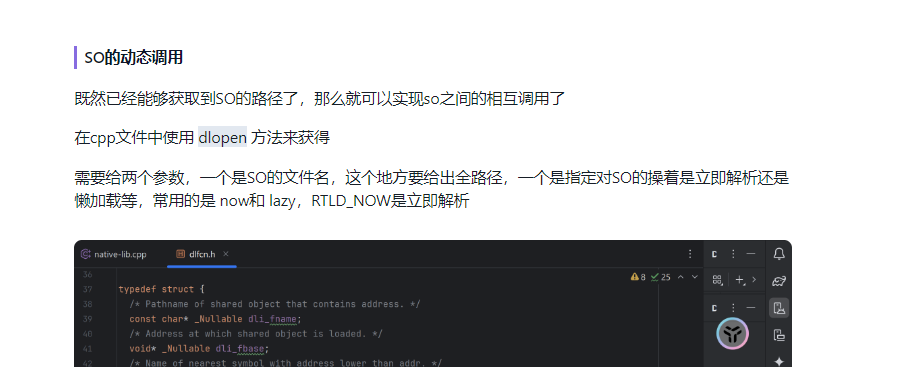 SO的动态调用
既然已经能够获取到SO的路径了，那么就可以实现so之间的相互调用了
在cpp文件中使用 dlopen 方法来获得
需要给两个参数，一个是SO的文件名，这个地方要给出全路径，一个是指定对SO的操着是立即解析还是
懒加载等，常用的是 now和 lazy，RTLD_NOW是立即解析
native-lib.cpp dlfcn.h
8 25
36
37 typedef struct {
38 /* Pathname of shared object that contains address. */
39 const char* _Nullable dli_fname;
40 /* Address at which shared object is loaded. */
41 void* _Nullable dli_fbase;
42 /* Name of nearest symbol with address lower than addr. */